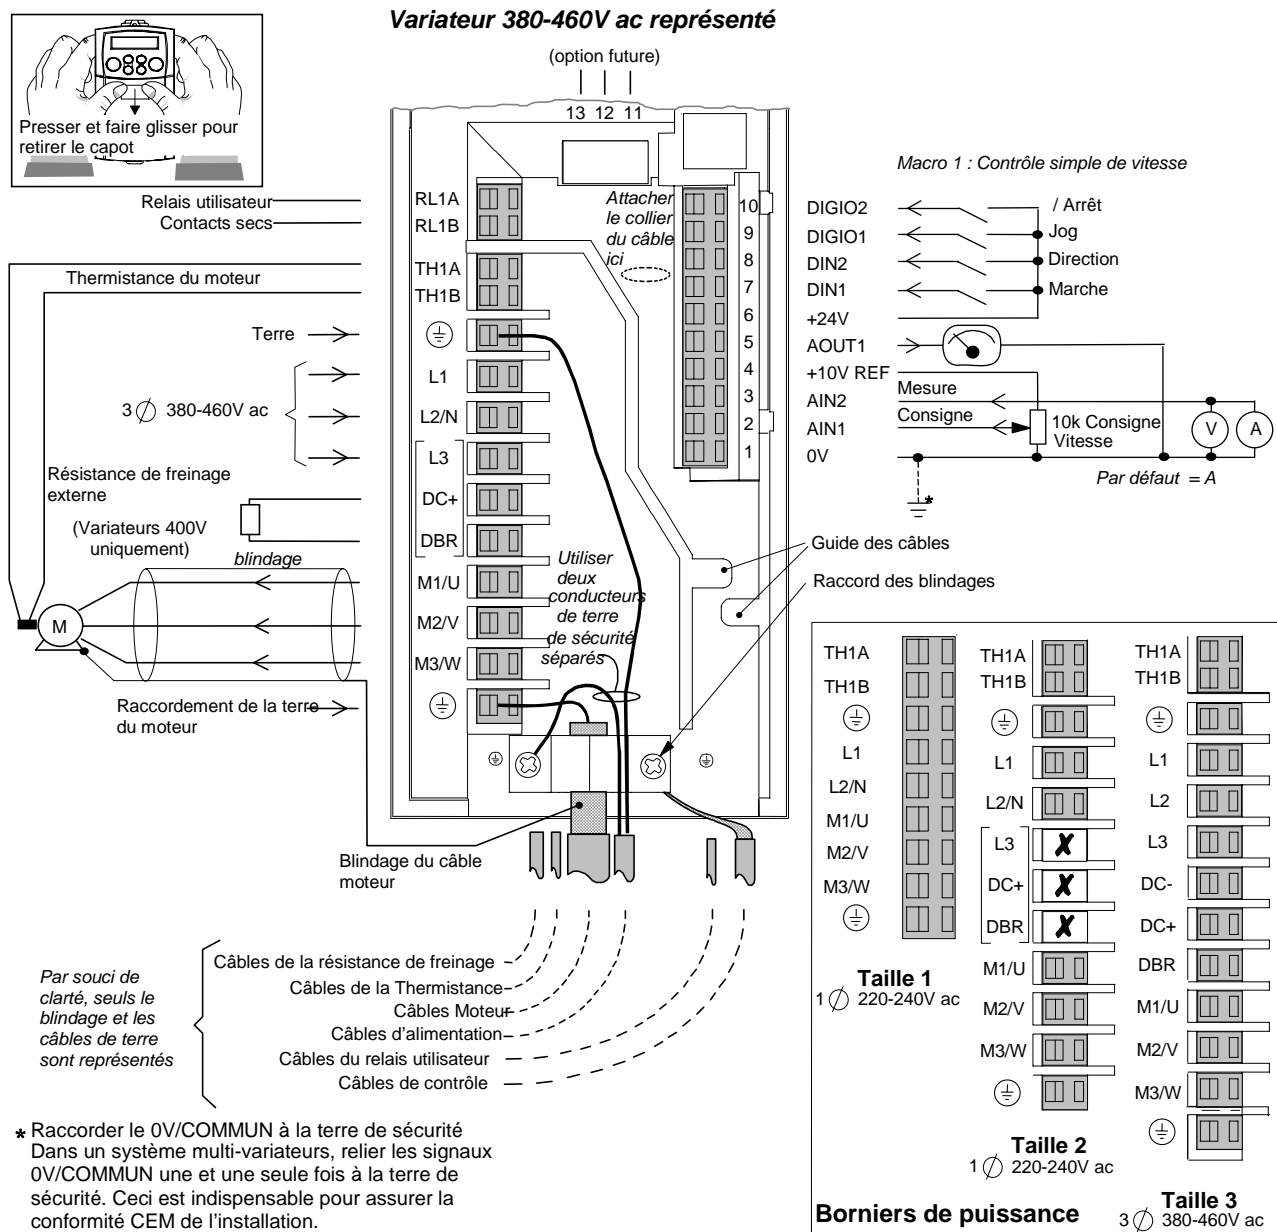 Variateur 380-460V ac représenté
(option future)
13 12 11
Presser et faire glisser pour
retirer le capot
Relais utilisateur
Contacts secs
Thermistance du moteur
Terre
3 380-460V ac
Résistance de freinage
externe
(Variateurs 400V
uniquement)
blindage
M
Raccordement de la terre
du moteur
RL1A
RL1B
TH1A
TH1B
L1
L2/N
L3
DC+
DBR
M1/U
M2/V
M3/W
Attacher
le collier
du câble
ici
Utiliser
deux
conducteurs
de terre
de sécurité
séparés
10
9
8
7
6
5
4
3
2
1
Macro 1 : Contrôle simple de vitesse
DIGIO2
DIGIO1
DIN2
DIN1
+24V
AOUT1
+10V REF
AIN2
AIN1
0V
/ Arrêt
Jog
Direction
Marche
Mesure
Consigne
10k Consigne
Vitesse
V
A
Par défaut = A
*
Guide des câbles
Raccord des blindages
Blindage du câble
moteur
Par souci de
clarté, seuls le
blindage et les
câbles de terre
sont représentés
Câbles de la résistance de freinage
Câbles de la Thermistance
Câbles Moteur
Câbles d'alimentation
Câbles du relais utilisateur
Câbles de contrôle
* Raccorder le 0V/COMMUN à la terre de sécurité
Dans un système multi-variateurs, relier les signaux
0V/COMMUN une et une seule fois à la terre de
sécurité. Ceci est indispensable pour assurer la
conformité CEM de l'installation.
TH1A
TH1B
L1
L2/N
M1/U
M2/V
M3/W
Taille 1
1 220-240V ac
TH1A
TH1B
L1
L2/N
L3
DC+
DBR
M1/U
M2/V
M3/W
Taille 2
1 220-240V ac
TH1A
TH1B
L1
L2
L3
DC-
DC+
DBR
M1/U
M2/V
M3/W
Taille 3
3 380-460V ac
Borniers de puissance